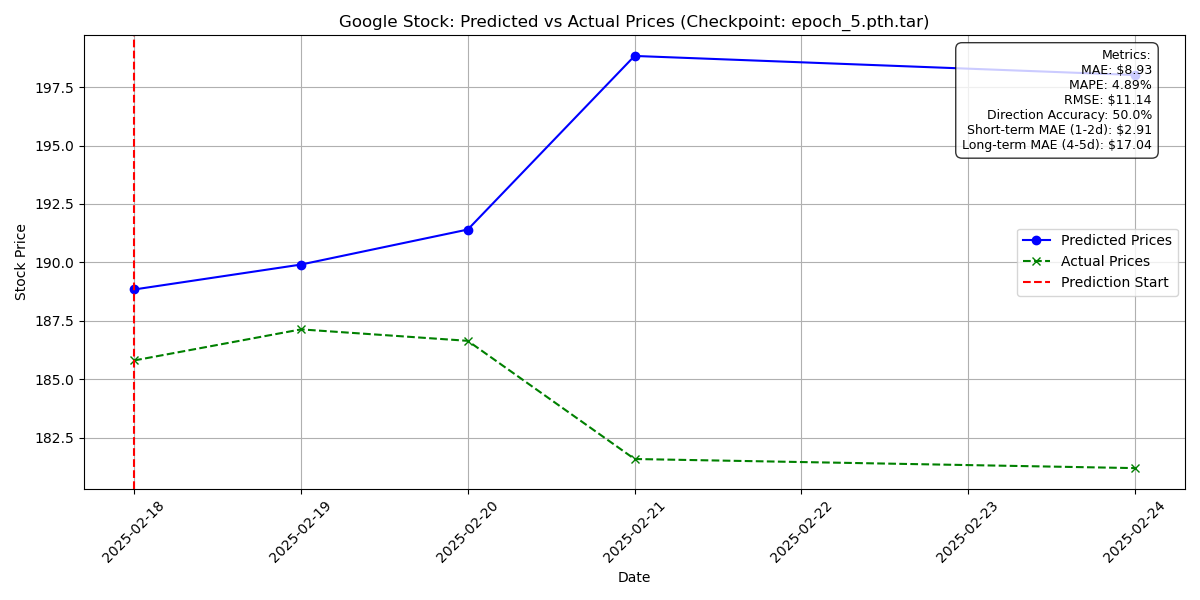 Google Stock: Predicted vs Actual Prices (Checkpoint: epoch_5.pth.tar)
Metrics:
MAE: $8.93
MAPE: 4.89%
RMSE: $11.14
Direction Accuracy: 50.0%
Short-term MAE (1-2d): $2.91
Long-term MAE (4-5d): $17.04
Stock Price
197.5
195.0
192.5
190.0
187.5
185.0
182.5
Predicted Prices
Actual Prices
Prediction Start
2025-02-18
2025-02-19
2025-02-20
2025-02-21
2025-02-22
2025-02-23
2025-02-24
Date